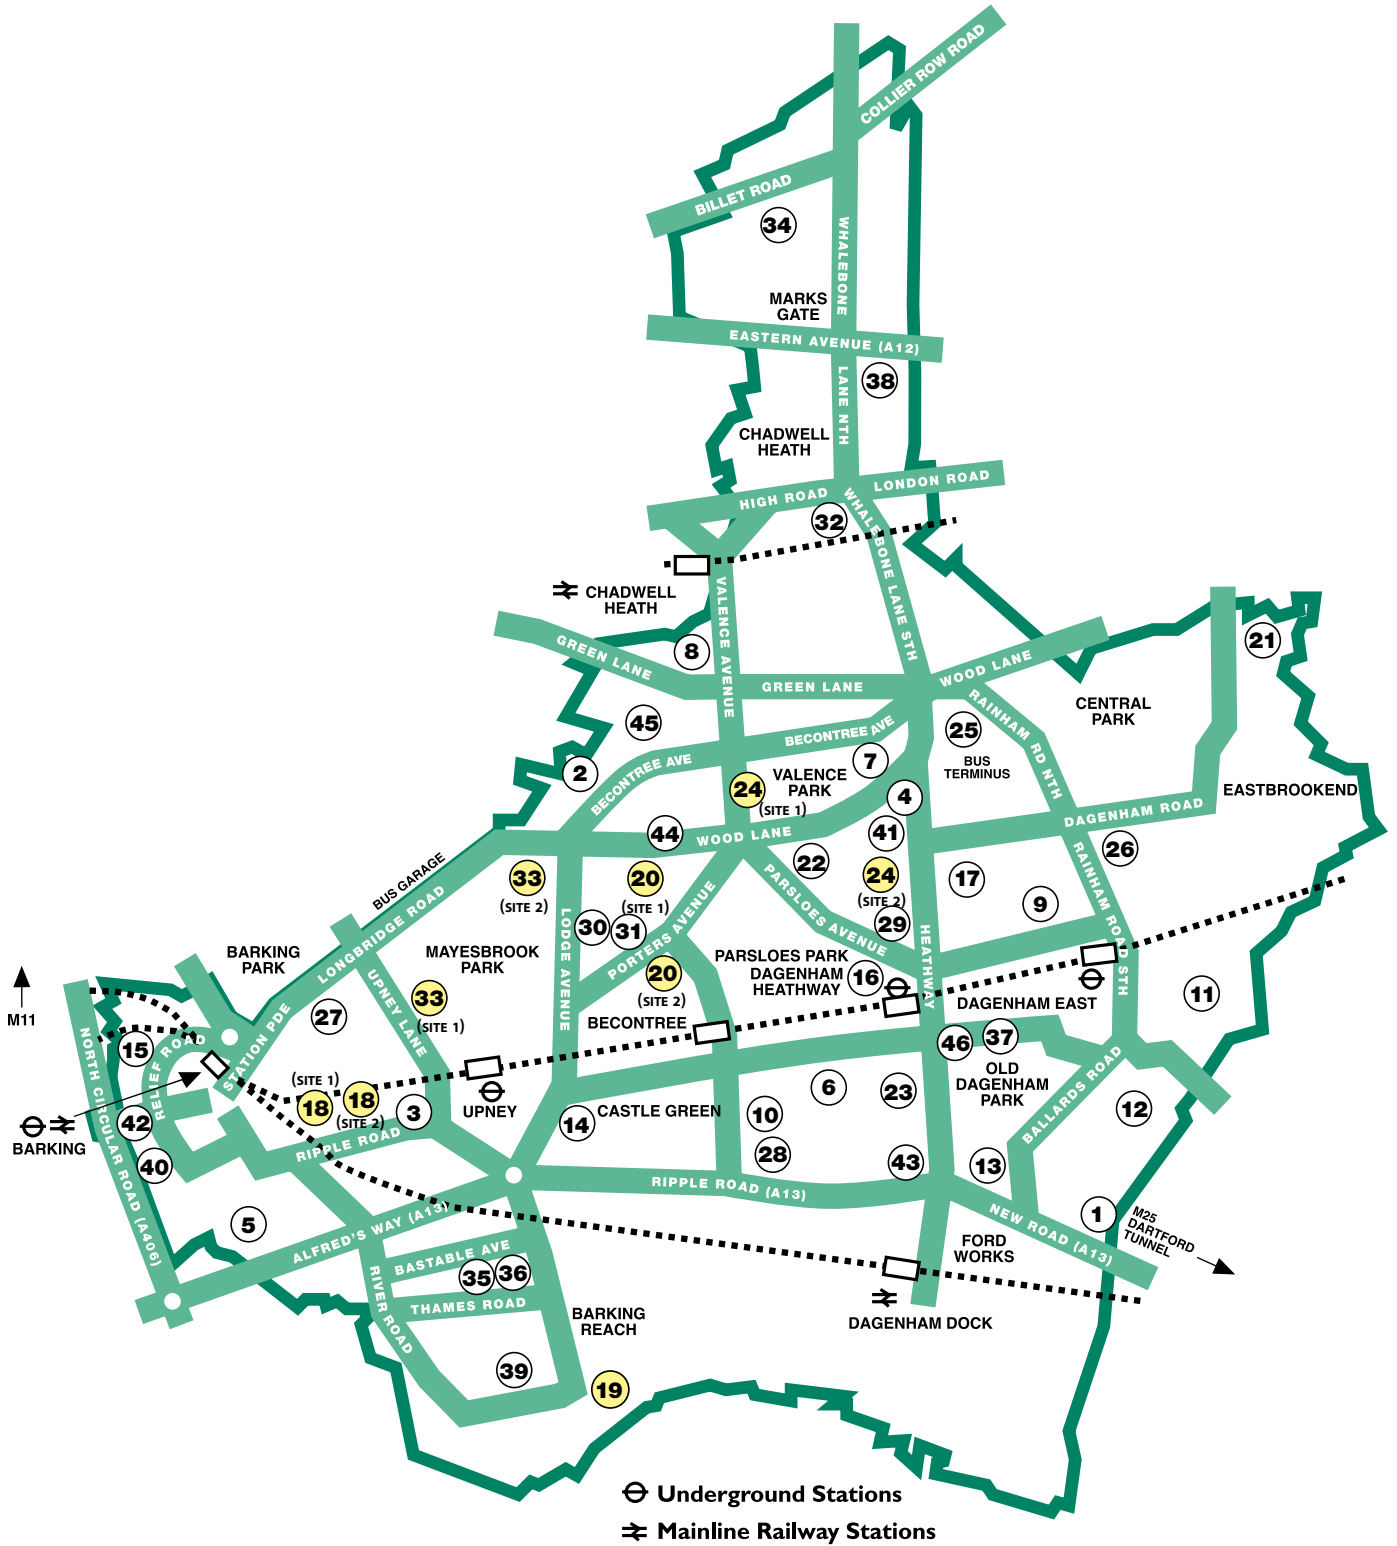 COLLIER ROW ROAD
BILLET ROAD
34
WHALEBONE
LANE NTH
MARKS
GATE
EASTERN AVENUE (A12)
38
CHADWELL
HEATH
HIGH ROAD
LONDON ROAD
32
WHALEBONE LANE STH
CHADWELL
HEATH
VALENCE AVENUE
8
GREEN LANE
GREEN LANE
WOOD LANE
21
CENTRAL
PARK
RAINHAM RD NTH
45
BECONTREE AVE
BECONTREE AVE
25
BUS
TERMINUS
2
7
VALENCE
PARK
24
(SITE 1)
4
EASTBROOKEND
DAGENHAM ROAD
44
WOOD LANE
41
26
RAINHAM ROAD STH
BUS GARAGE
LONGBRIDGE ROAD
33
(SITE 2)
20
(SITE 1)
22
24
(SITE 2)
17
9
PARSLOES AVENUE
29
30
31
LODGE AVENUE
PORTERS AVENUE
HEATHWAY
BARKING
PARK
MAYESBROOK
PARK
PARSLOES PARK
DAGENHAM
HEATHWAY
16
20
(SITE 2)
33
(SITE 1)
UPNEY LANE
M11
27
BECONTREE
DAGENHAM EAST
11
STATION PDE
NORTH CIRCULAR ROAD (A406)
15
RELIEF ROAD
46
37
OLD
DAGENHAM
PARK
BALLARDS ROAD
(SITE 1)
18
18
(SITE 2)
3
UPNEY
CASTLE GREEN
14
6
23
10
12
42
BARKING
40
RIPPLE ROAD
28
43
13
RIPPLE ROAD (A13)
5
ALFRED'S WAY (A13)
NEW ROAD (A13)
1
M25
DARTFORD
TUNNEL
FORD
WORKS
BASTABLE AVE
35
36
RIVER ROAD
THAMES ROAD
BARKING
REACH
DAGENHAM DOCK
39
19
Underground Stations
Mainline Railway Stations